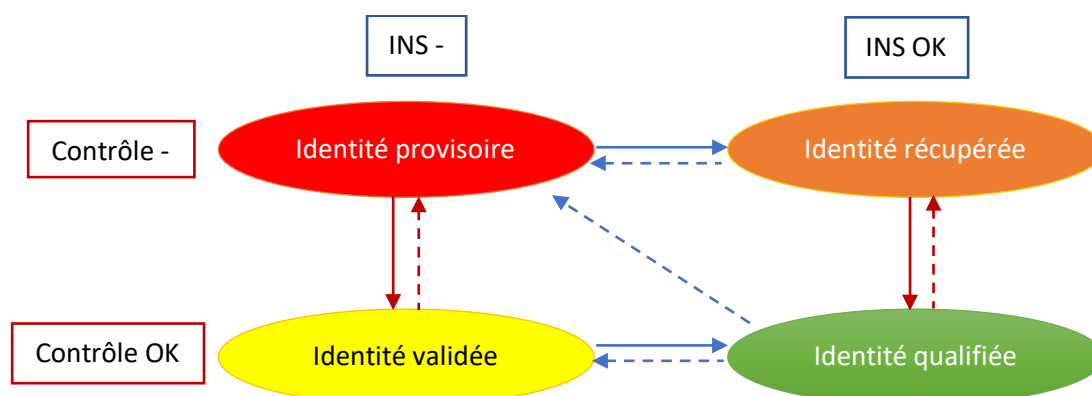 INS -
INS OK
Contrôle -
Identité provisoire
Identité récupérée
Contrôle OK
Identité validée
Identité qualifiée